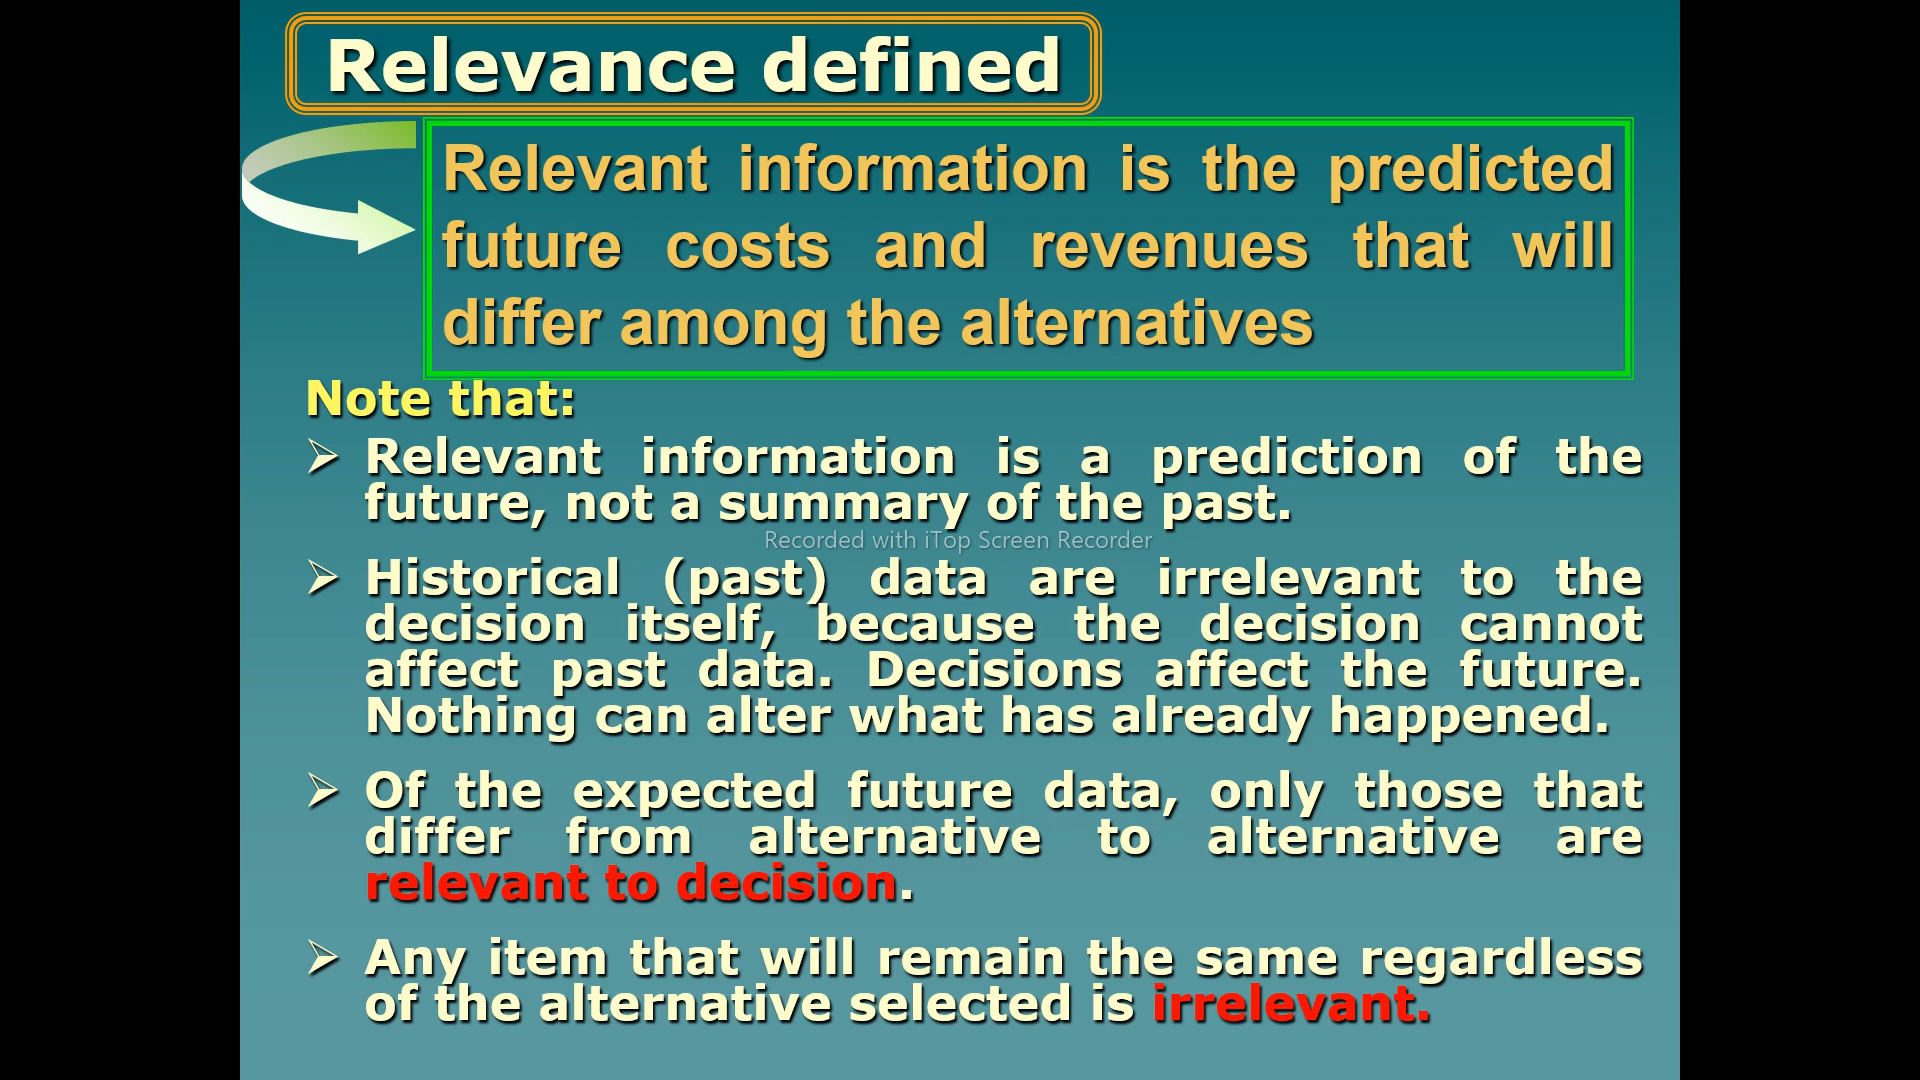 Relevance defined
Relevant information is the predicted
future costs and revenues that will
differ among the alternatives
Note that:
Relevant information is a prediction of the
future, not a summary of the past.
Recorded with iTop Screen Recorder
Historical (past) data are irrelevant to the
decision itself, because the decision cannot
affect past data. Decisions affect the future.
Nothing can alter what has already happened.
Of the expected future data, only those that
differ from alternative to alternative are
relevant to decision.
Any item that will remain the same regardless
of the alternative selected is irrelevant.